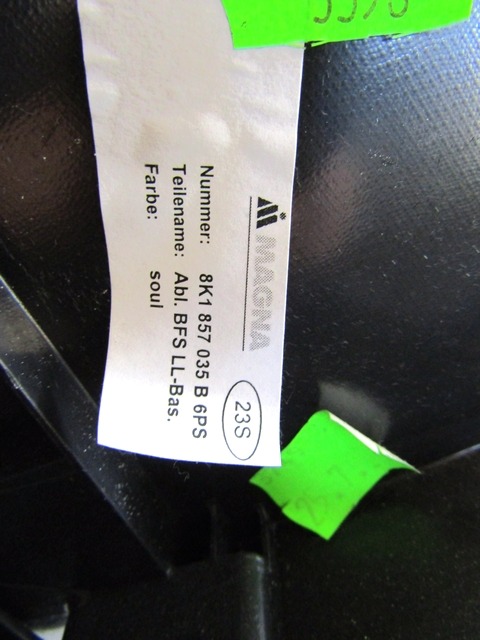 MAGNA
23S
Nummer: 8K1 857 035 B 6PS
Teilename: Abl. BFS LL-Bas.
Farbe: soul